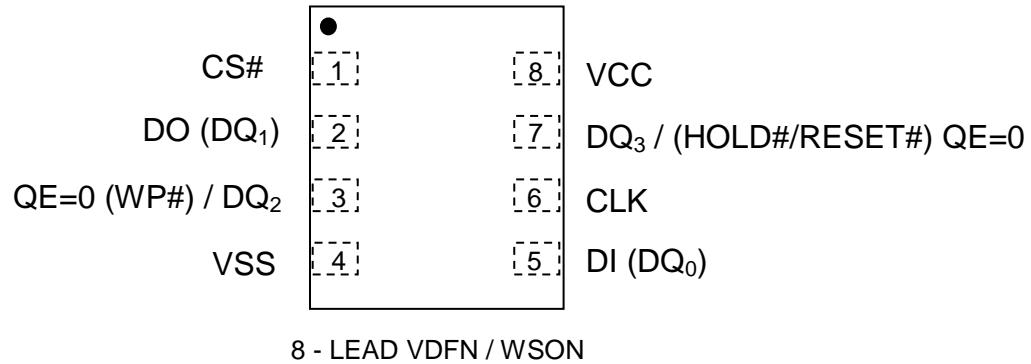 CS# 1 8 VCC
DO (DQ₁) 2 7 DQ₃ / (HOLD#/RESET#) QE=0
QE=0 (WP#) / DQ₂ 3 6 CLK
VSS 4 5 DI (DQ₀)
8 - LEAD VDFN / WSON